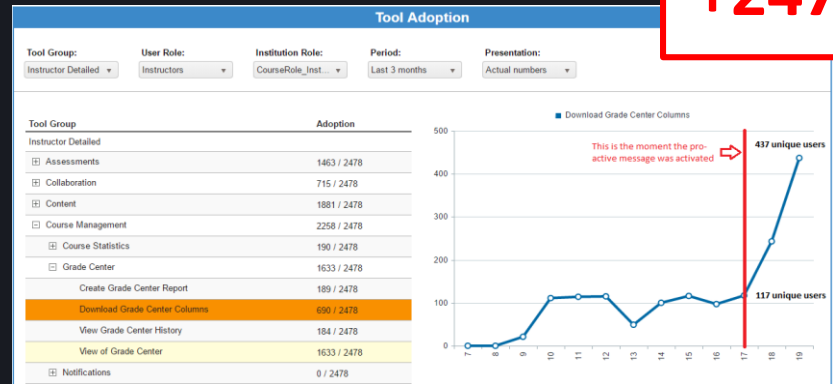 Tool Adoption
+247
Tool Group:
User Role:
Institution Role:
Period:
Presentation:
Instructor Detailed
Instructors
CourseRole_Inst...
Last 3 months
Actual numbers
Tool Group Adoption
Instructor Detailed
Assessments 1463 / 2478
Collaboration 715 / 2478
Content 1881 / 2478
Course Management 2258 / 2478
Course Statistics 190 / 2478
Grade Center 1633 / 2478
Create Grade Center Report 189 / 2478
Download Grade Center Columns 690 / 2478
View Grade Center History 184 / 2478
View of Grade Center 1633 / 2478
Notifications 0 / 2478
Download Grade Center Columns
500
400
300
200
100
0
This is the moment the pro-
active message was activated
437 unique users
117 unique users
7 8 9 10 11 12 13 14 15 16 17 18 19